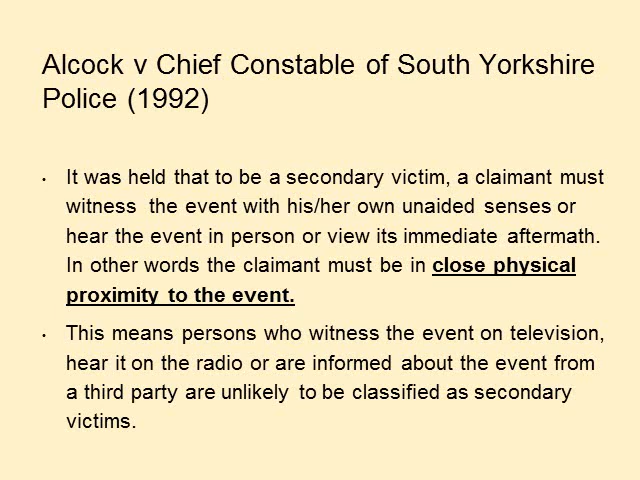 Alcock v Chief Constable of South Yorkshire
Police (1992)
• It was held that to be a secondary victim, a claimant must
witness the event with his/her own unaided senses or
hear the event in person or view its immediate aftermath.
In other words the claimant must be in close physical
proximity to the event.
• This means persons who witness the event on television,
hear it on the radio or are informed about the event from
a third party are unlikely to be classified as secondary
victims.